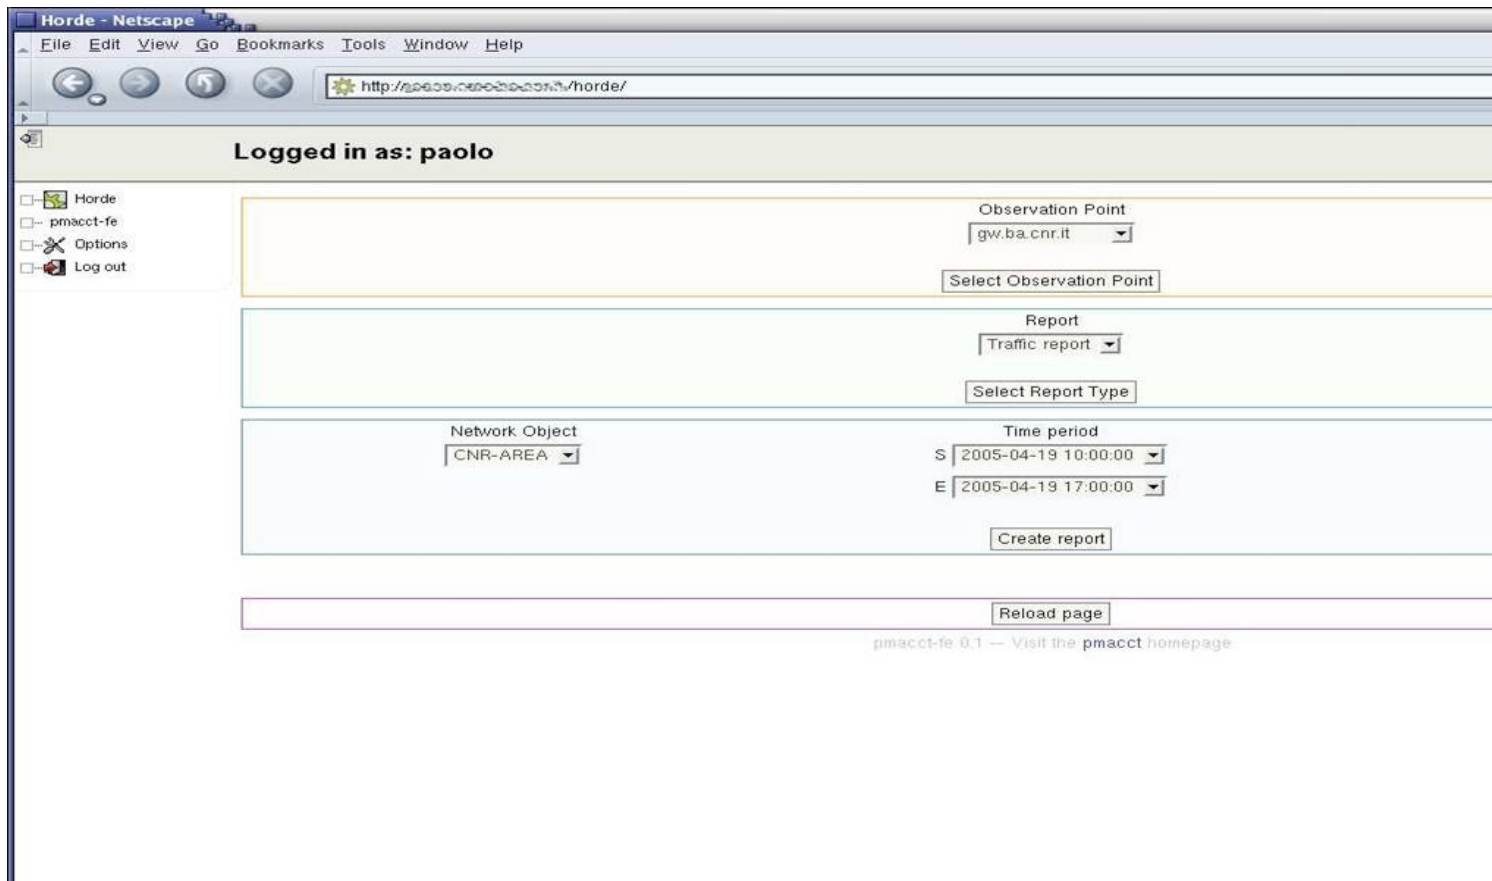 Horde - Netscape
File Edit View Go Bookmarks Tools Window Help
http:/ /horde/
Logged in as: paolo
Horde
pmacct-fe
Options
Log out
Observation Point
gw.ba.cnr.it
Select Observation Point
Report
Traffic report
Select Report Type
Network Object Time period
CNR-AREA S 2005-04-19 10:00:00
E 2005-04-19 17:00:00
Create report
Reload page
pmacct-fe 0.1 — Visit the pmacct homepage